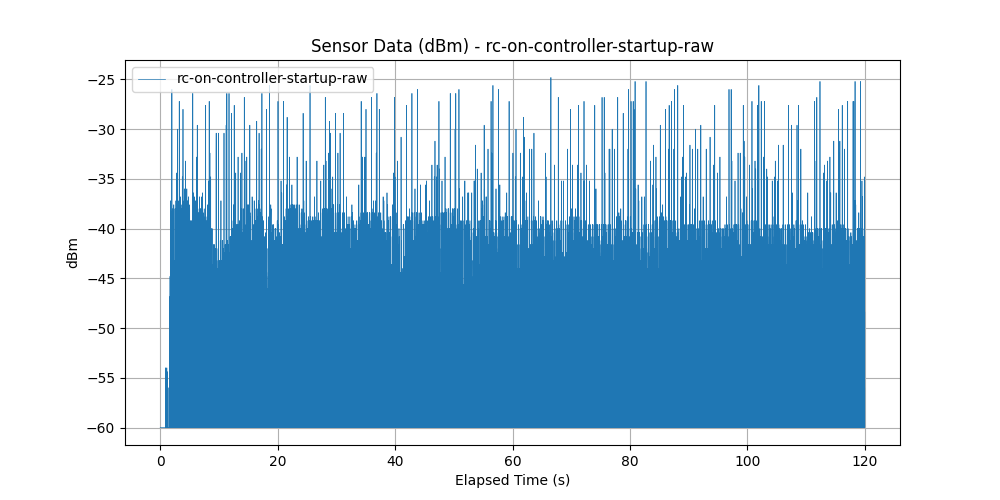 Sensor Data (dBm) - rc-on-controller-startup-raw
rc-on-controller-startup-raw
−25
−30
−35
−40
−45
−50
−55
−60
dBm
0 20 40 60 80 100 120
Elapsed Time (s)